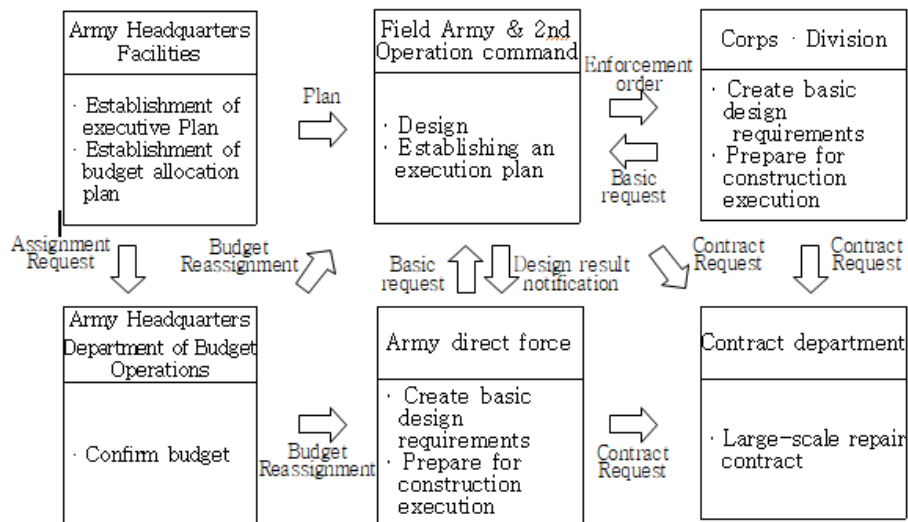 Army Headquarters
Facilities
· Establishment of
executive Plan
· Establishment of
budget allocation
plan
Plan
Field Army & 2nd
Operation command
· Design
· Establishing an
execution plan
Enforcement
order
Basic
request
Corps · Division
· Create basic
design
requirements
· Prepare for
construction
execution
Assignment
Request
Budget
Reassignment
Basic
request
Design result
notification
Contract
Request
Contract
Request
Army Headquarters
Department of Budget
Operations
· Confirm budget
Budget
Reassignment
Army direct force
· Create basic
design
requirements
· Prepare for
construction
execution
Contract
Request
Contract department
· Large-scale repair
contract